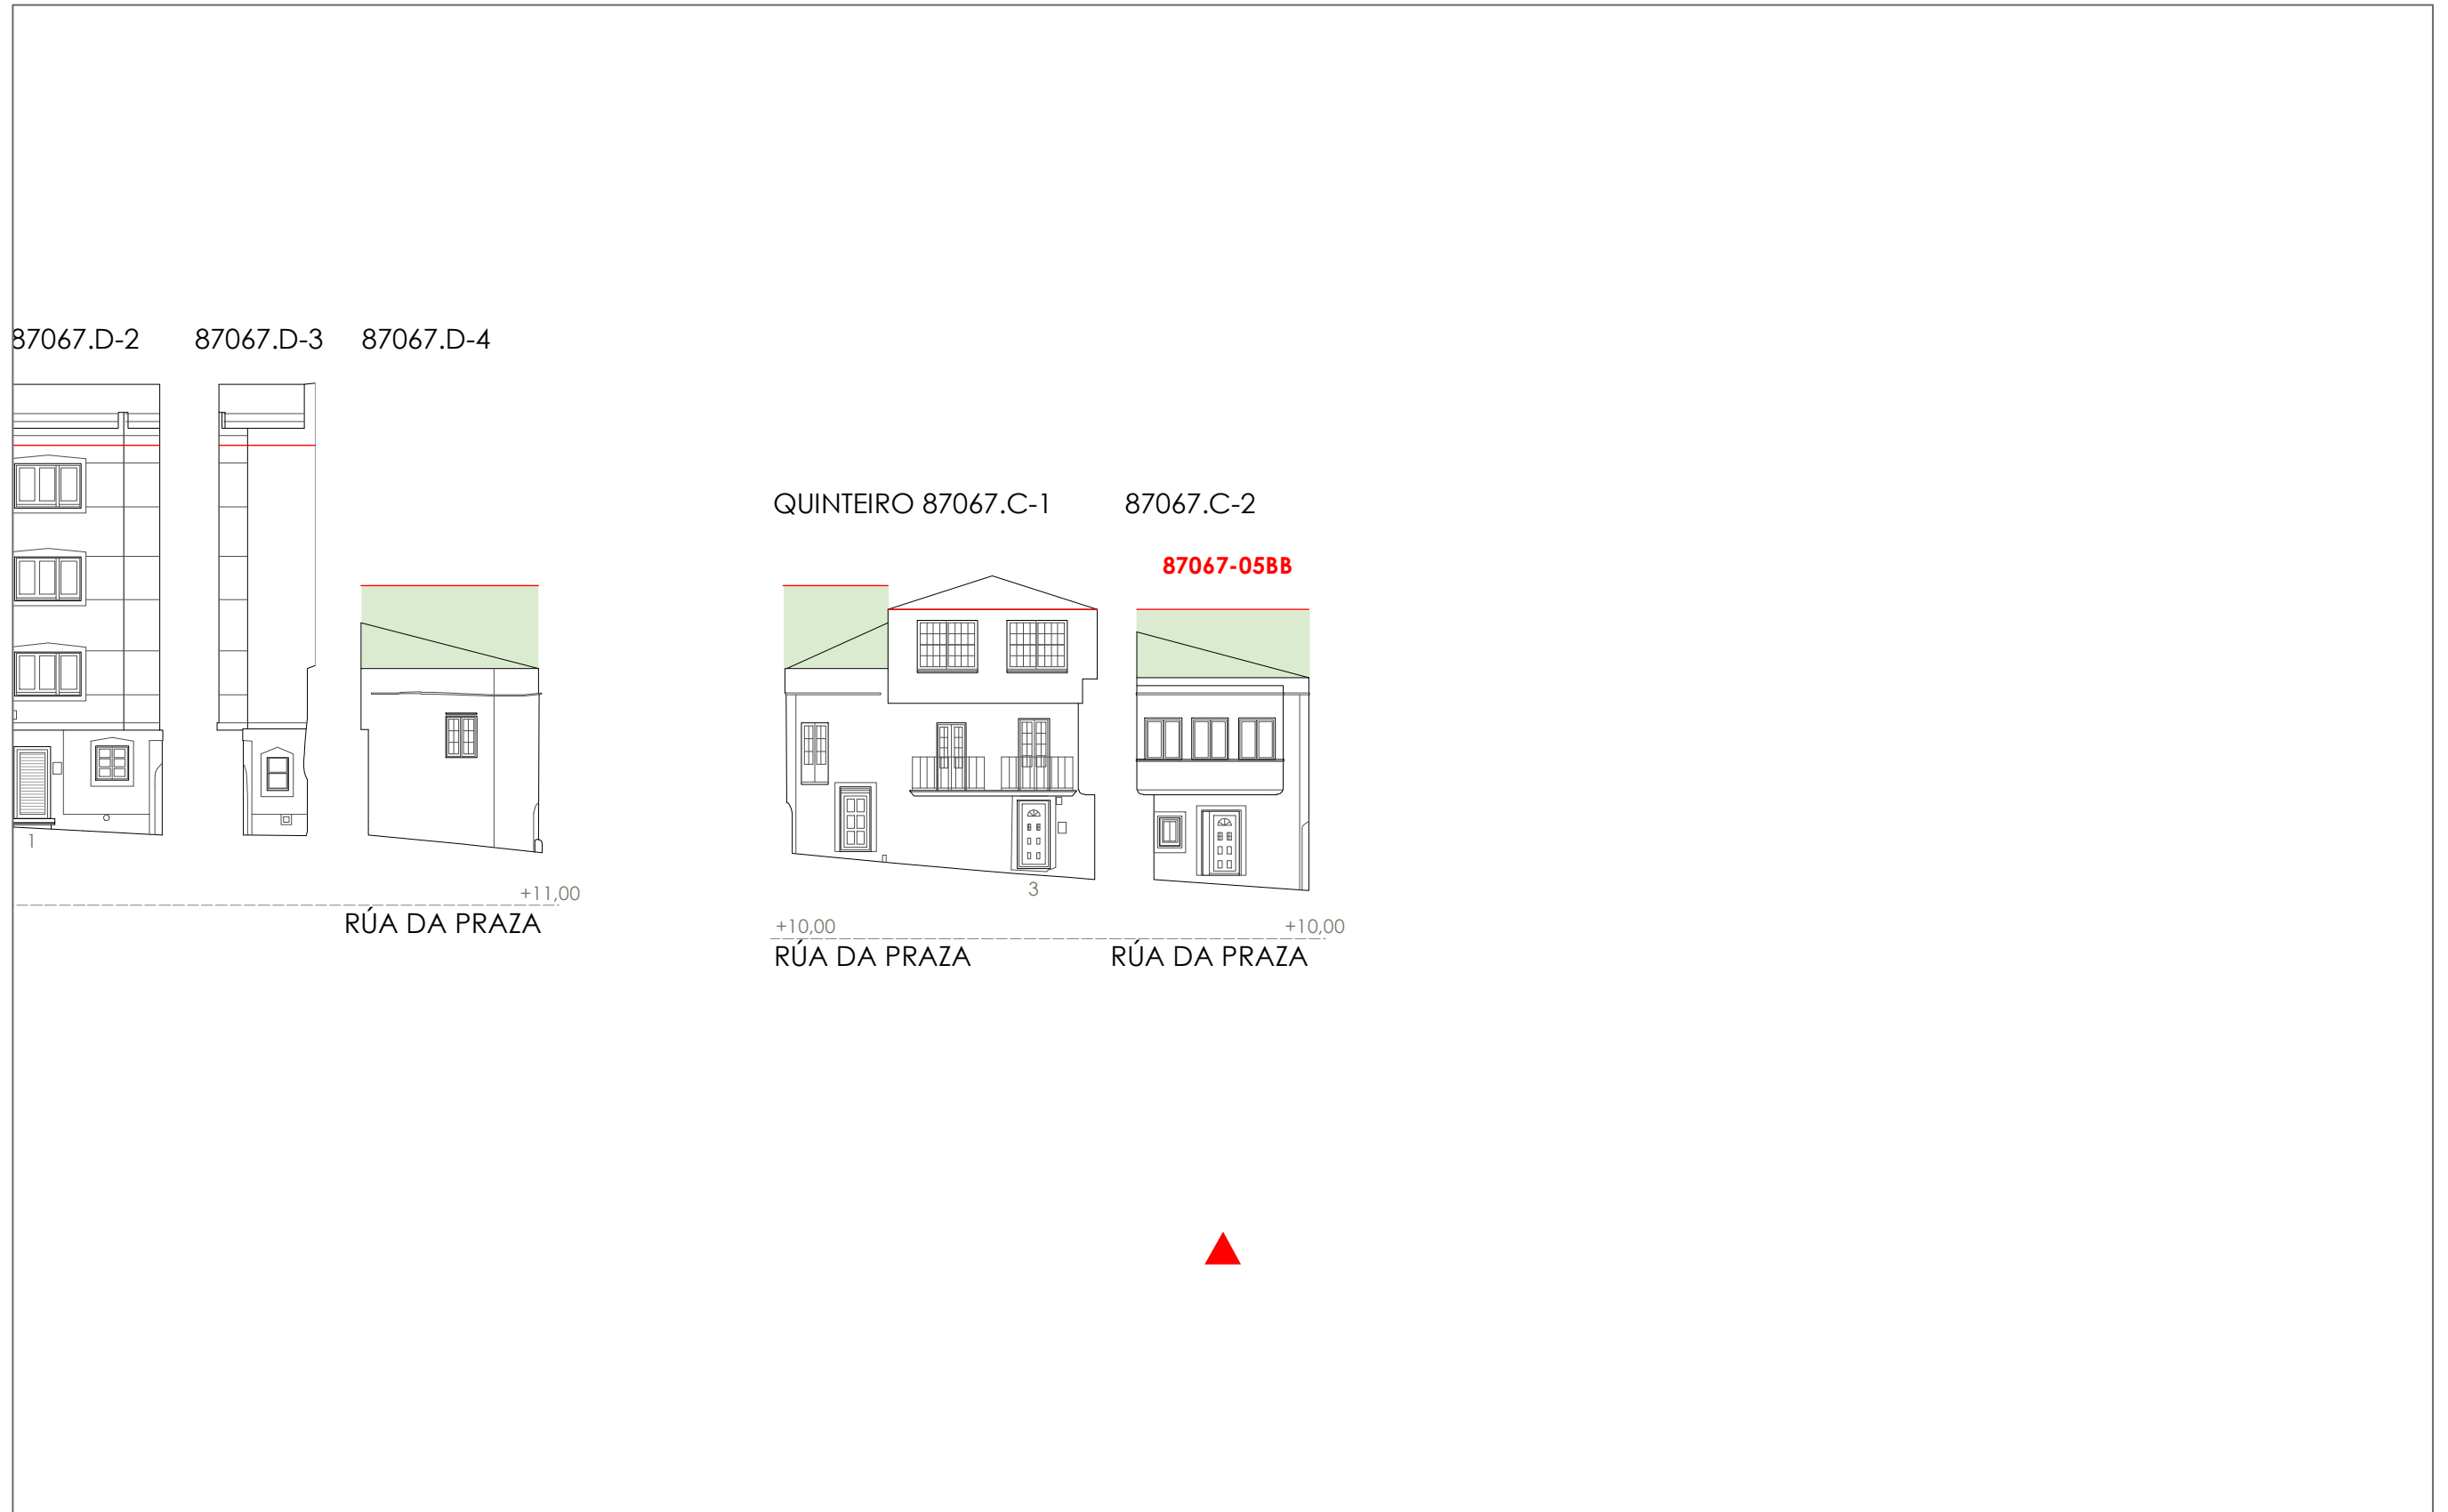 87067.D-2
87067.D-3
87067.D-4
QUINTEIRO 87067.C-1
87067.C-2
87067-05BB
1
+11,00
RÚA DA PRAZA
3
+10,00
+10,00
RÚA DA PRAZA
RÚA DA PRAZA